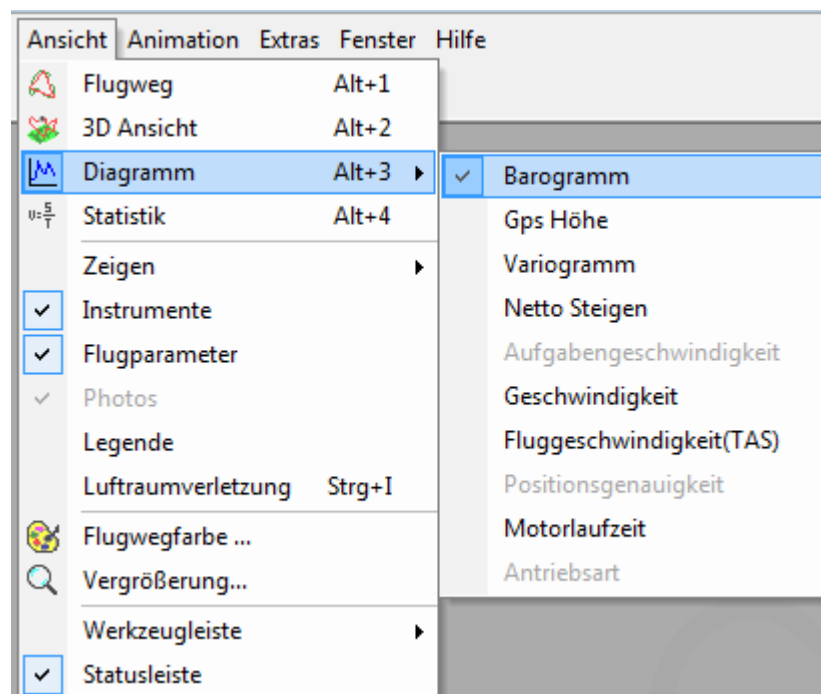 Ansicht Animation Extras Fenster Hilfe
Flugweg Alt+1
3D Ansicht Alt+2
Diagramm Alt+3
v=S/T Statistik Alt+4
Zeigen
Instrumente
Flugparameter
Photos
Legende
Luftraumverletzung Strg+I
Flugwegfarbe ...
Vergrößerung...
Werkzeugleiste
Statusleiste
Barogramm
Gps Höhe
Variogramm
Netto Steigen
Aufgabengeschwindigkeit
Geschwindigkeit
Fluggeschwindigkeit(TAS)
Positionsgenauigkeit
Motorlaufzeit
Antriebsart